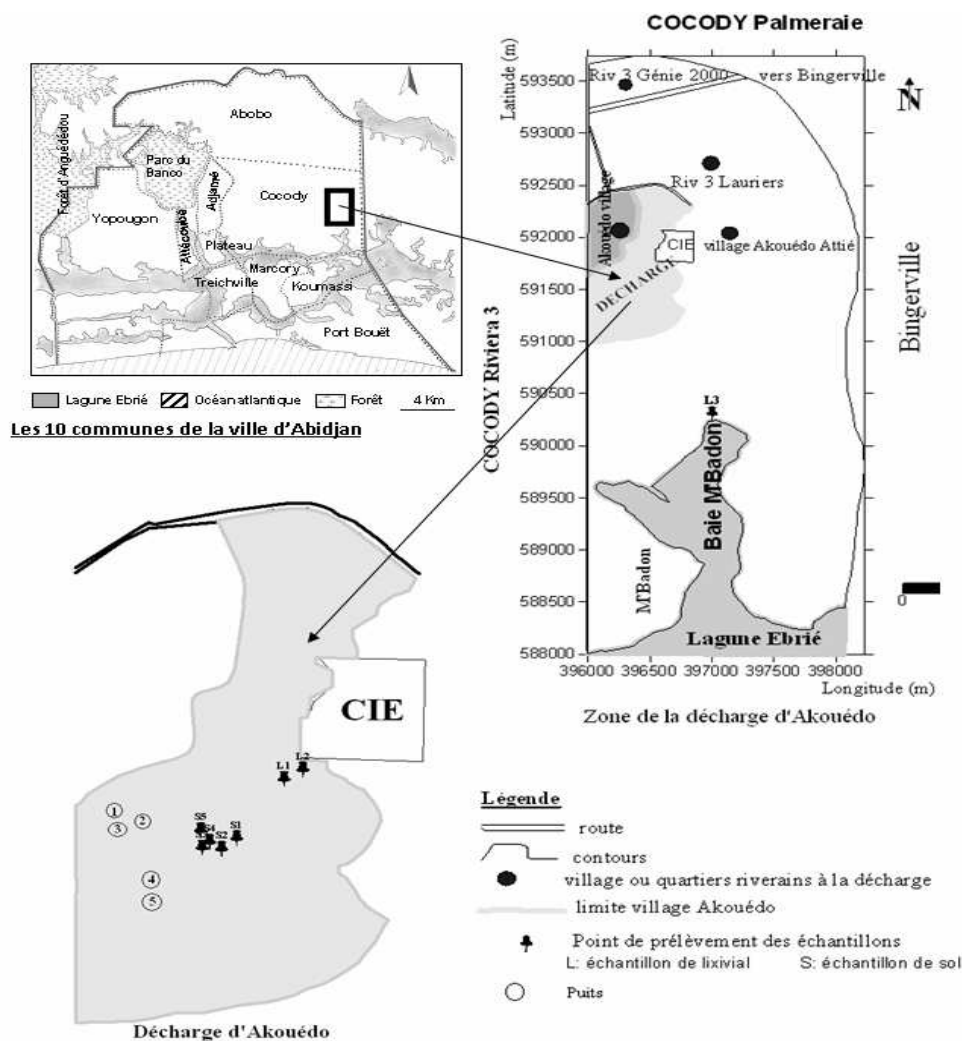 COCODY Palmeraie
Latitude (m)
593500
593000
592500
592000
591500
591000
590500
590000
589500
589000
588500
588000
396000 396500 397000 397500 398000
Longitude (m)
Riv 3 Génie 2000
vers Bingerville
N
Riv 3 Lauriers
Akouédo village
CIE
village Akouédo Attié
DECHARGE
COCODY Riviera 3
Bingerville
L3
Baie M'Badon
M'Badon
Lagune Ebrié
0
Zone de la décharge d'Akouédo
Abobo
Forêt d'Anguédédou
Parc du
Banco
Adjamé
Cocody
Yopougon
Attécoubé
Plateau
Marcory
Treichville
Koumassi
Port Bouët
Lagune Ebrié Océan atlantique Forêt 4 Km
Les 10 communes de la ville d'Abidjan
CIE
L1
L2
S5
S4
S2
S1
1
2
3
4
5
Décharge d'Akouédo
Légende
route
contours
village ou quartiers riverains à la décharge
limite village Akouédo
Point de prélèvement des échantillons
L: échantillon de lixivial S: échantillon de sol
Puits